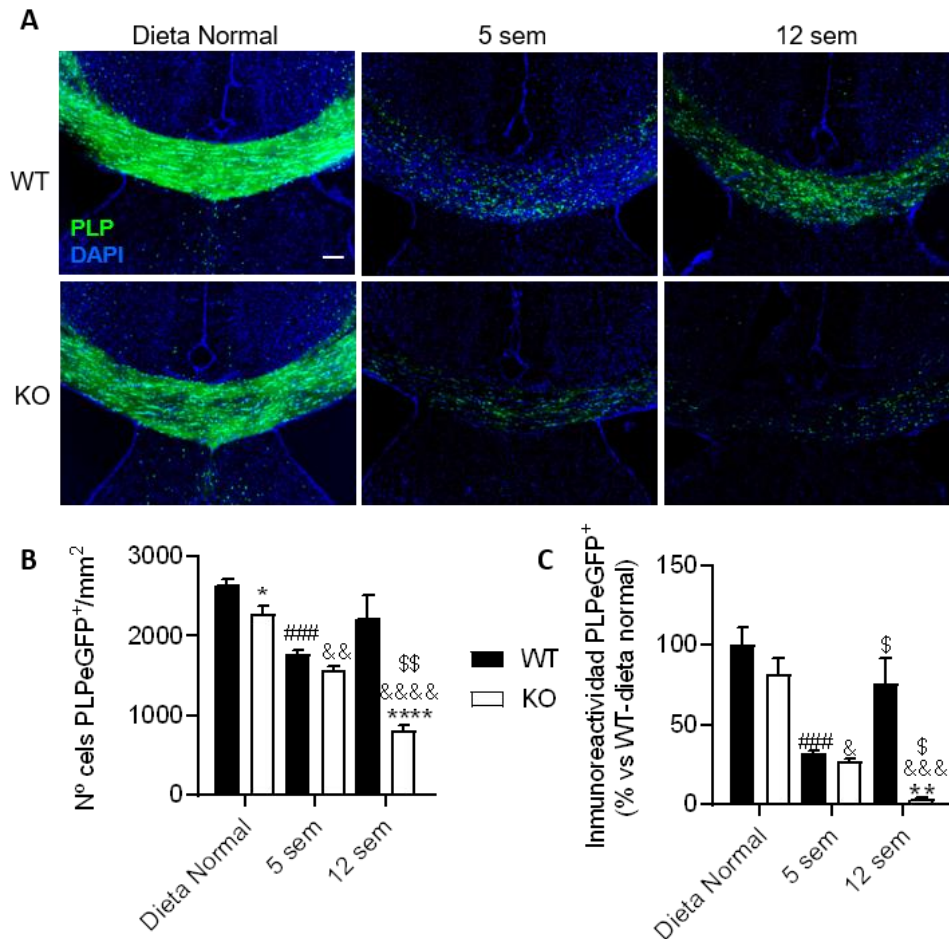 A
Dieta Normal
5 sem
12 sem
WT
PLP
DAPI
KO
B
Nº cels PLPeGFP⁺/mm²
3000
2000
1000
0
*
###
&&
$$
&&&&
****
Dieta Normal
5 sem
12 sem
WT
KO
C
Inmunoreactividad PLPeGFP⁺
(% vs WT-dieta normal)
150
100
50
0
###
&
$
$
&&&
**
Dieta Normal
5 sem
12 sem